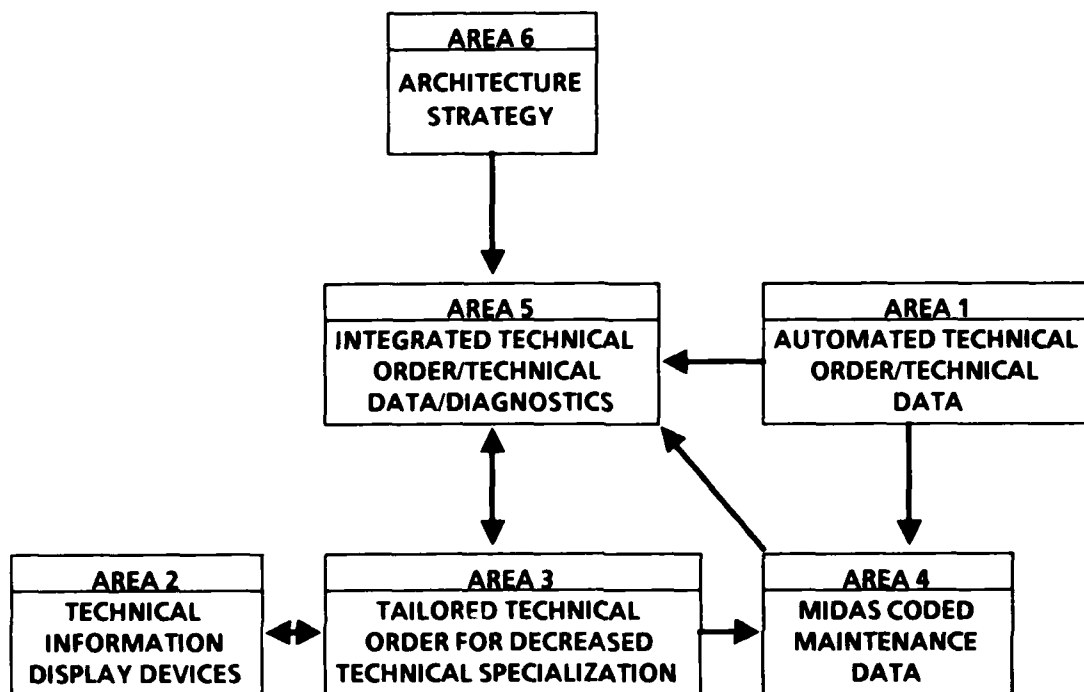 AREA 6
ARCHITECTURE
STRATEGY
AREA 5
INTEGRATED TECHNICAL
ORDER/TECHNICAL
DATA/DIAGNOSTICS
AREA 1
AUTOMATED TECHNICAL
ORDER/TECHNICAL
DATA
AREA 2
TECHNICAL
INFORMATION
DISPLAY DEVICES
AREA 3
TAILORED TECHNICAL
ORDER FOR DECREASED
TECHNICAL SPECIALIZATION
AREA 4
MIDAS CODED
MAINTENANCE
DATA